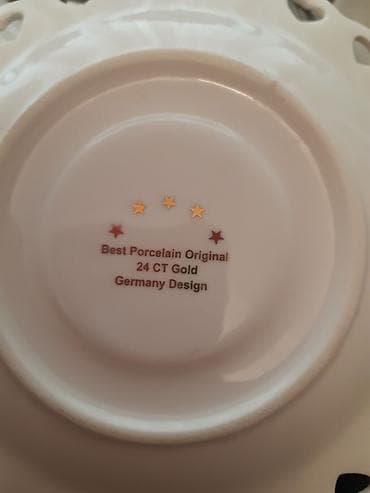 Best Porcelain Original
24 CT Gold
Germany Design